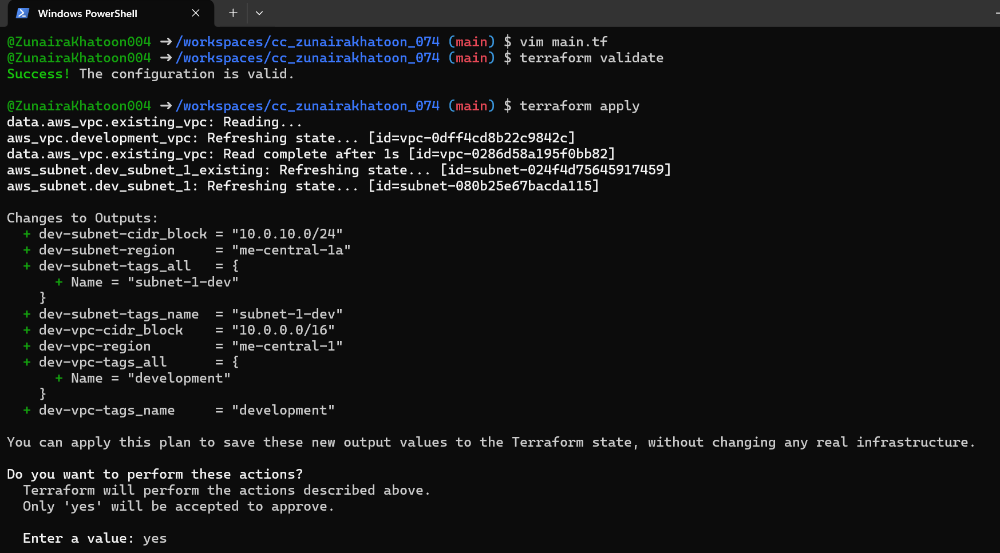 Windows PowerShell
@ZunairaKhatoon004 → /workspaces/cc_zunairakhatoon_074 (main) $ vim main.tf
@ZunairaKhatoon004 → /workspaces/cc_zunairakhatoon_074 (main) $ terraform validate
Success! The configuration is valid.
@ZunairaKhatoon004 → /workspaces/cc_zunairakhatoon_074 (main) $ terraform apply
data.aws_vpc.existing_vpc: Reading...
aws_vpc.development_vpc: Refreshing state... [id=vpc-0dff4cd8b22c9842c]
data.aws_vpc.existing_vpc: Read complete after 1s [id=vpc-0286d58a195f0bb82]
aws_subnet.dev_subnet_1_existing: Refreshing state... [id=subnet-024f4d75645917459]
aws_subnet.dev_subnet_1: Refreshing state... [id=subnet-080b25e67bacda115]
Changes to Outputs:
  + dev-subnet-cidr_block = "10.0.10.0/24"
  + dev-subnet-region     = "me-central-1a"
  + dev-subnet-tags_all   = {
      + Name = "subnet-1-dev"
    }
  + dev-subnet-tags_name  = "subnet-1-dev"
  + dev-vpc-cidr_block    = "10.0.0.0/16"
  + dev-vpc-region        = "me-central-1"
  + dev-vpc-tags_all      = {
      + Name = "development"
    }
  + dev-vpc-tags_name     = "development"
You can apply this plan to save these new output values to the Terraform state, without changing any real infrastructure.
Do you want to perform these actions?
  Terraform will perform the actions described above.
  Only 'yes' will be accepted to approve.
  Enter a value: yes